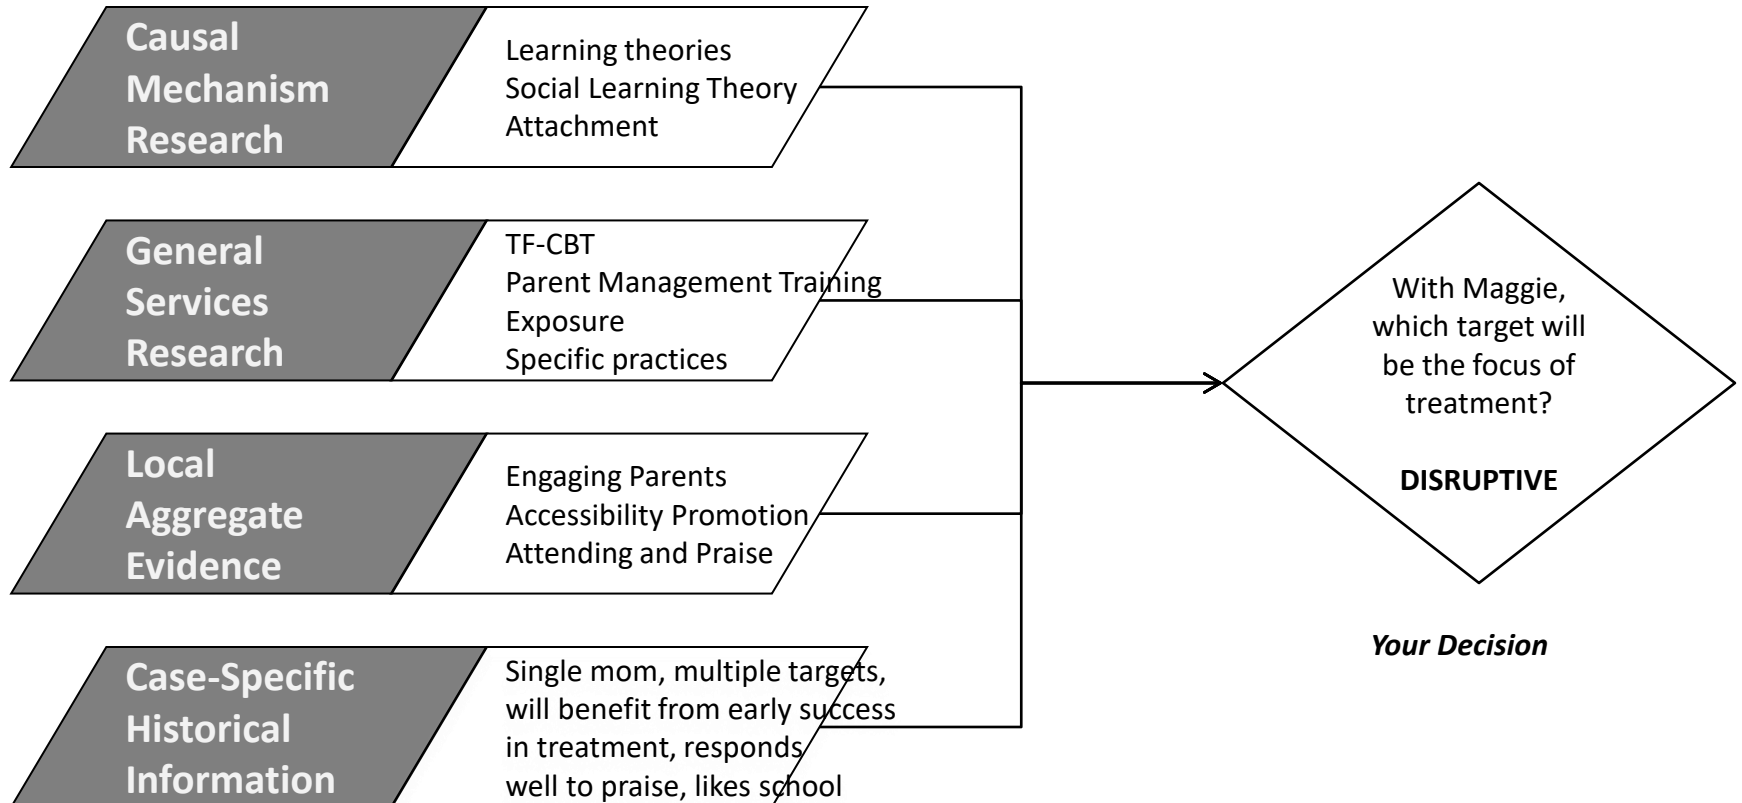 Causal
Mechanism
Research
Learning theories
Social Learning Theory
Attachment
General
Services
Research
TF-CBT
Parent Management Training
Exposure
Specific practices
Local
Aggregate
Evidence
Engaging Parents
Accessibility Promotion
Attending and Praise
Case-Specific
Historical
Information
Single mom, multiple targets,
will benefit from early success
in treatment, responds
well to praise, likes school
With Maggie,
which target will
be the focus of
treatment?
DISRUPTIVE
Your Decision